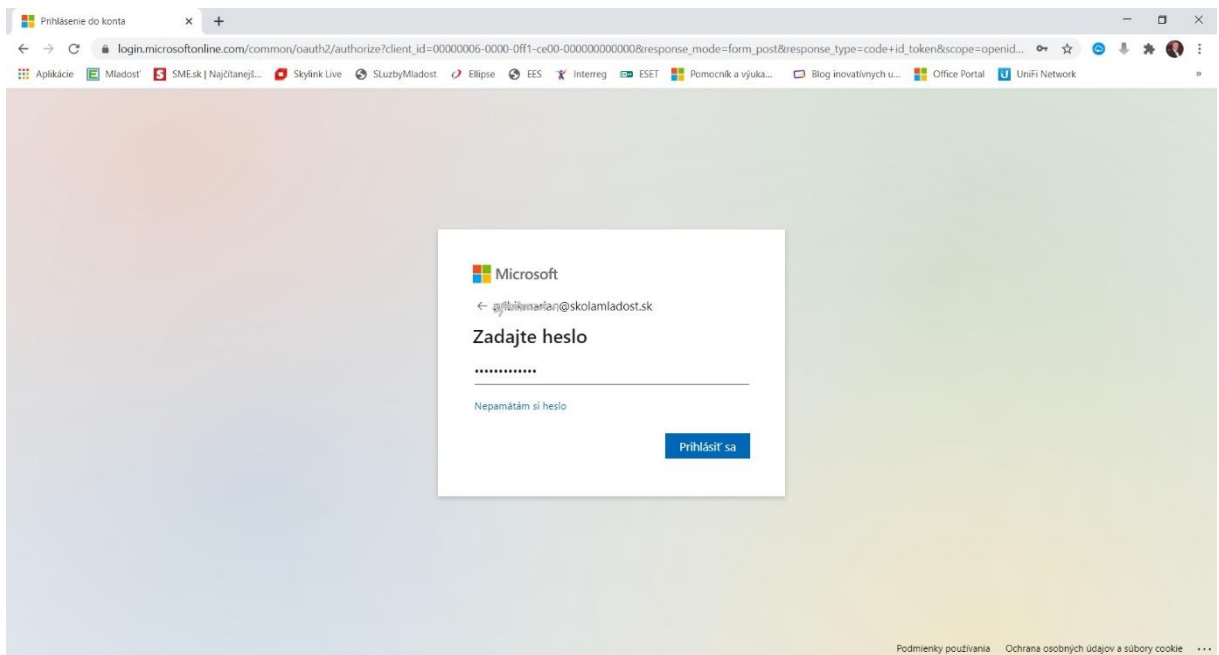 Prihlásenie do konta
login.microsoftonline.com/common/oauth2/authorize?client_id=00000006-0000-0ff1-ce00-000000000000&response_mode=form_post&response_type=code+id_token&scope=openid...
Aplikácie Mladosť SME.sk | Najčítanejš... Skylink Live SLuzbyMladost Ellipse EES Interreg ESET Pomocník a výuka... Blog inovatívnych u... Office Portal UniFi Network »
Microsoft
@skolamladost.sk
Zadajte heslo
Nepamätám si heslo
Prihlásiť sa
Podmienky používania Ochrana osobných údajov a súbory cookie ...